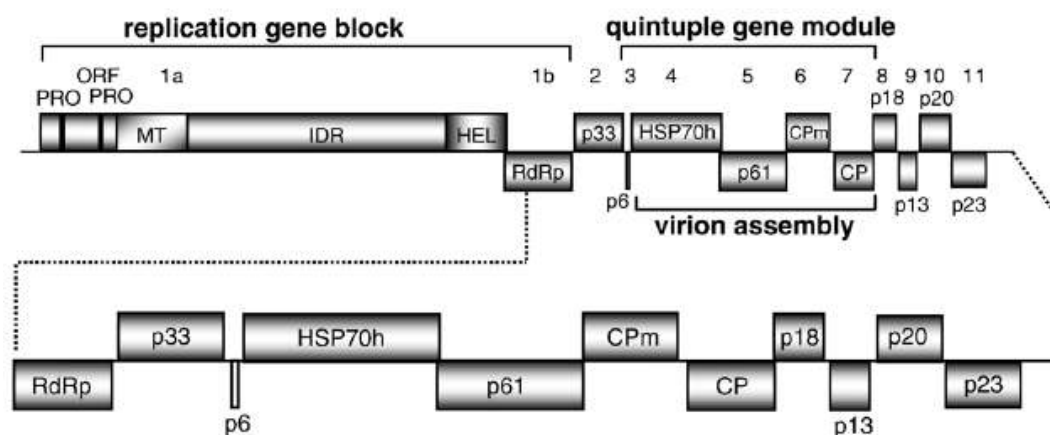 replication gene block quintuple gene module
ORF 1a 1b 2 3 4 5 6 7 8 9 10 11
PRO PRO p18 p20
MT IDR HEL p33 HSP70h CPm
RdRp p61 CP
p6 p13 p23
virion assembly
p33 HSP70h CPm p18 p20
RdRp p61 CP p23
p6 p13